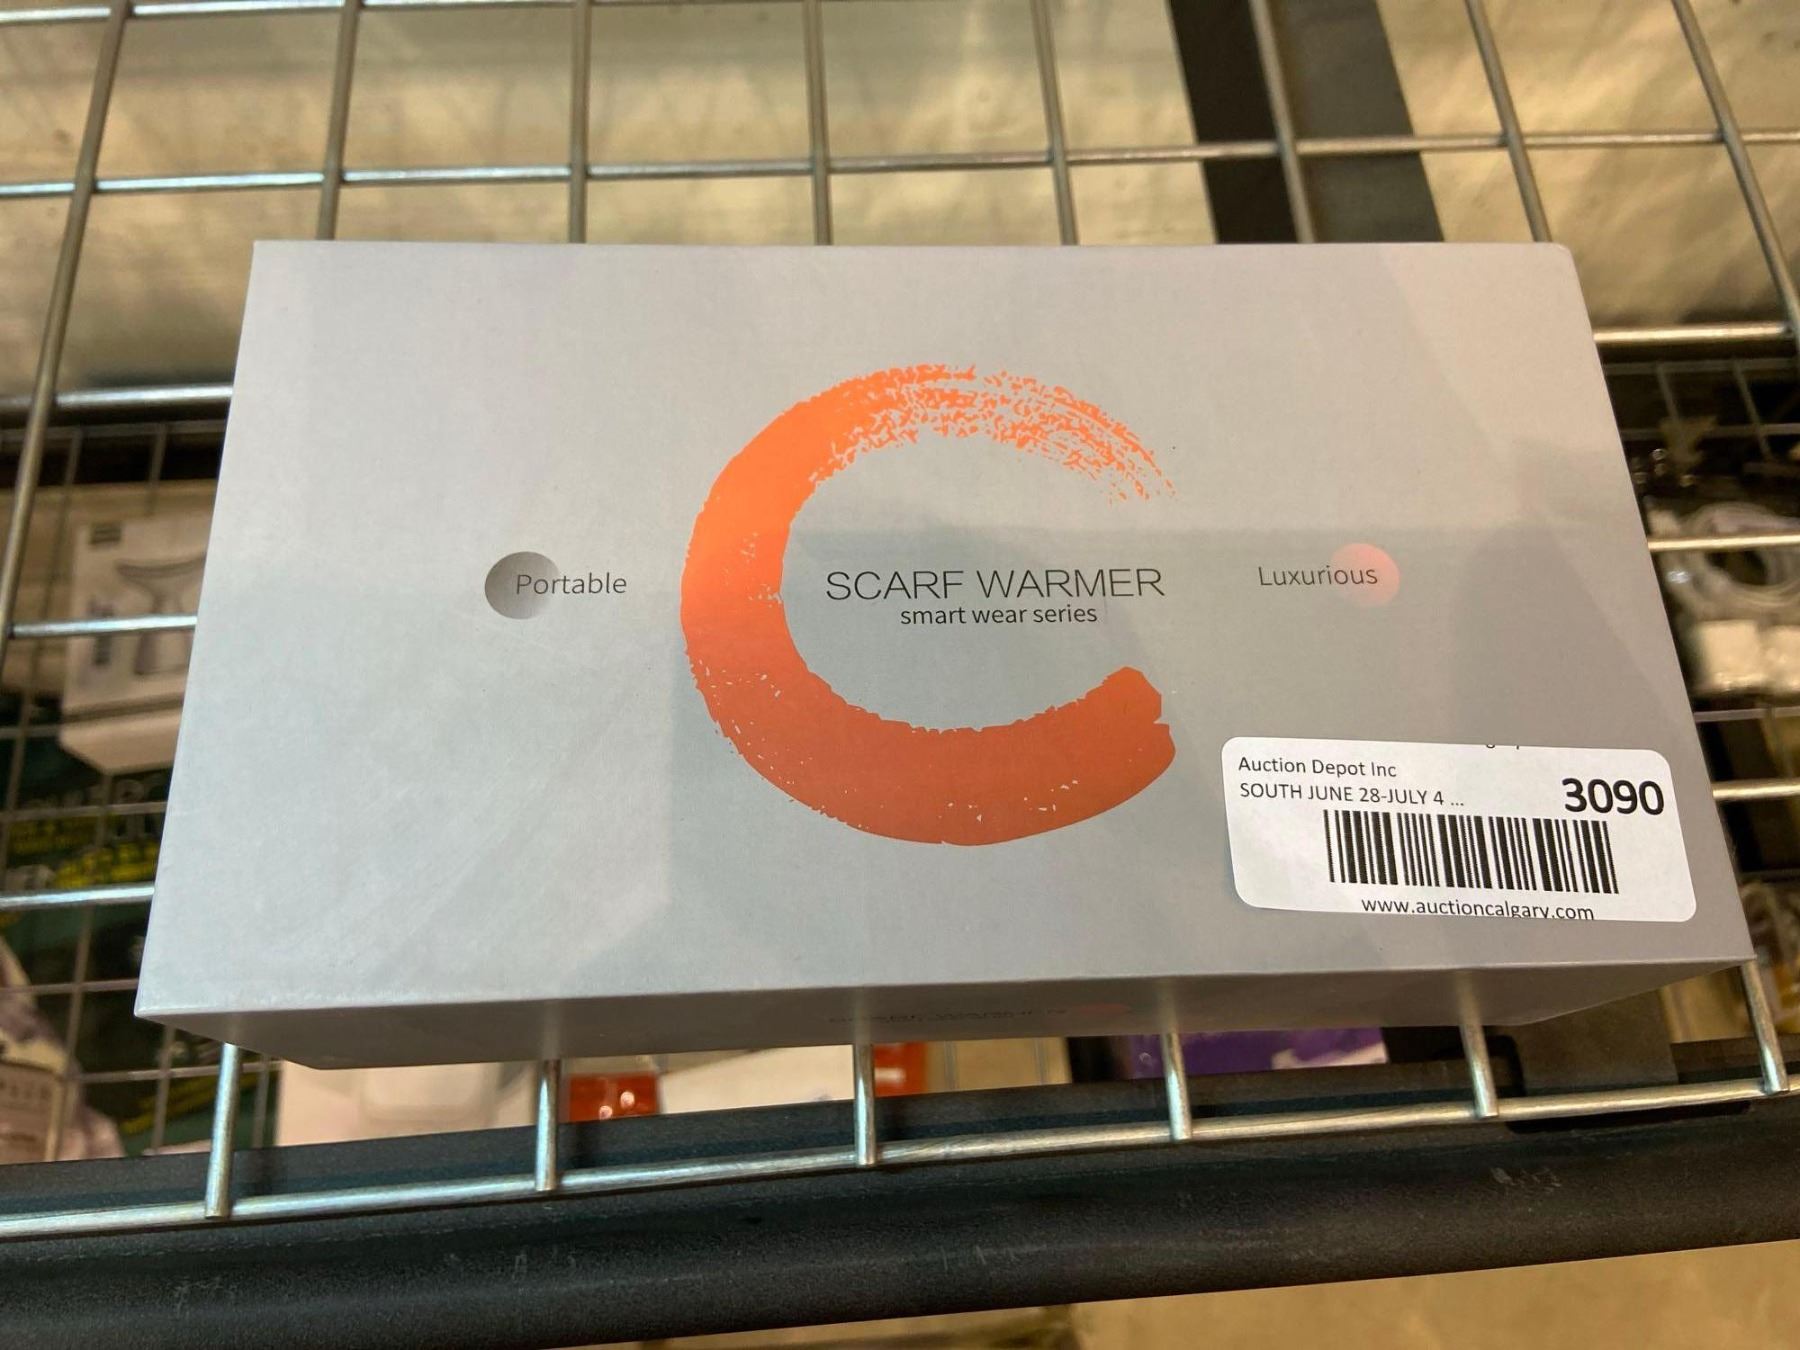 Portable
SCARF WARMER
smart wear series
Luxurious
Auction Depot Inc
SOUTH JUNE 28-JULY 4 ...
3090
www.auctioncalgary.com